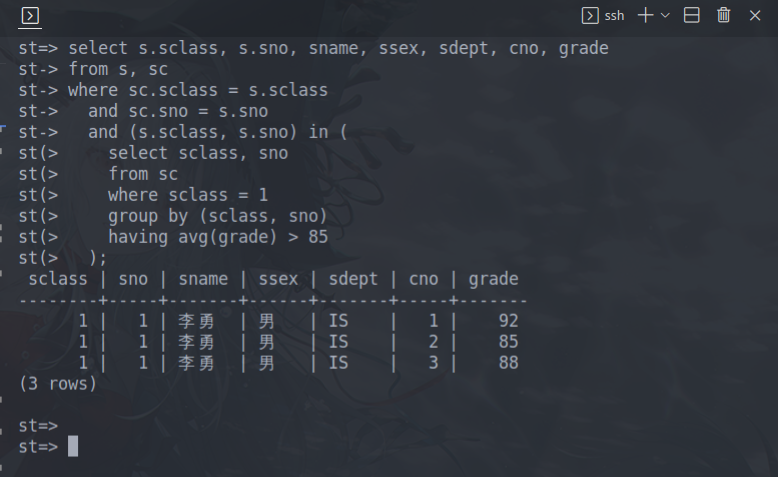 ssh
st=> select s.sclass, s.sno, sname, ssex, sdept, cno, grade
st-> from s, sc
st-> where sc.sclass = s.sclass
st->   and sc.sno = s.sno
st->   and (s.sclass, s.sno) in (
st(>     select sclass, sno
st(>     from sc
st(>     where sclass = 1
st(>     group by (sclass, sno)
st(>     having avg(grade) > 85
st(>   );
 sclass | sno | sname | ssex | sdept | cno | grade
--------+-----+-------+------+-------+-----+-------
      1 |   1 | 李勇  | 男   | IS    |   1 |    92
      1 |   1 | 李勇  | 男   | IS    |   2 |    85
      1 |   1 | 李勇  | 男   | IS    |   3 |    88
(3 rows)

st=>
st=>